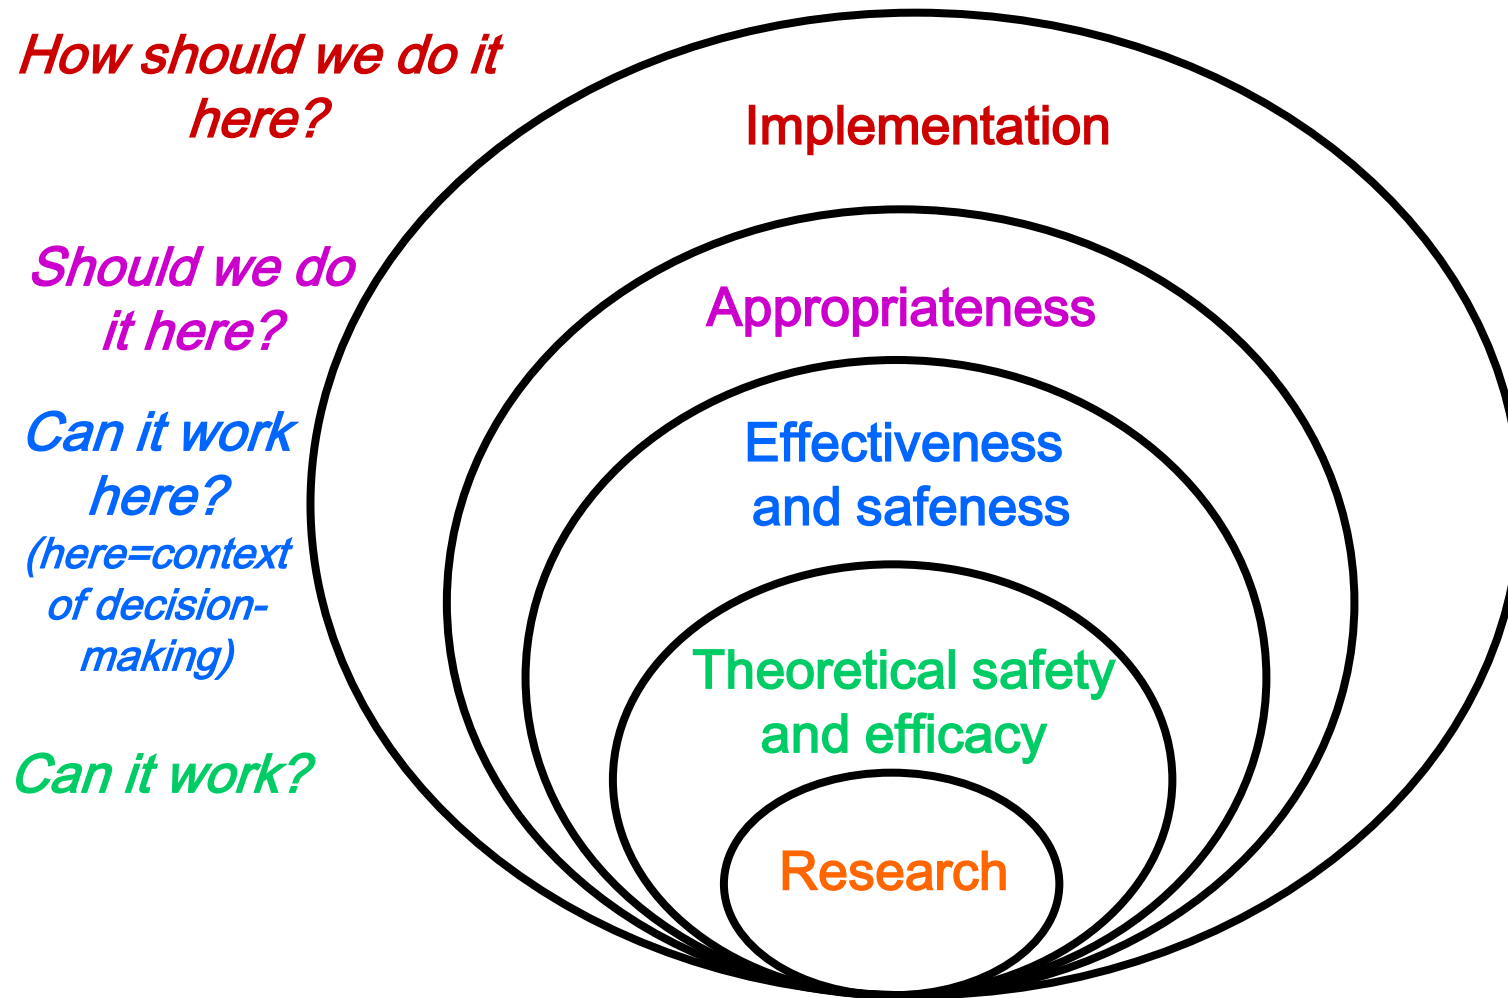 How should we do it
here?
Implementation
Should we do
it here?
Appropriateness
Can it work
here?
(here=context
of decision-
making)
Effectiveness
and safeness
Theoretical safety
and efficacy
Can it work?
Research